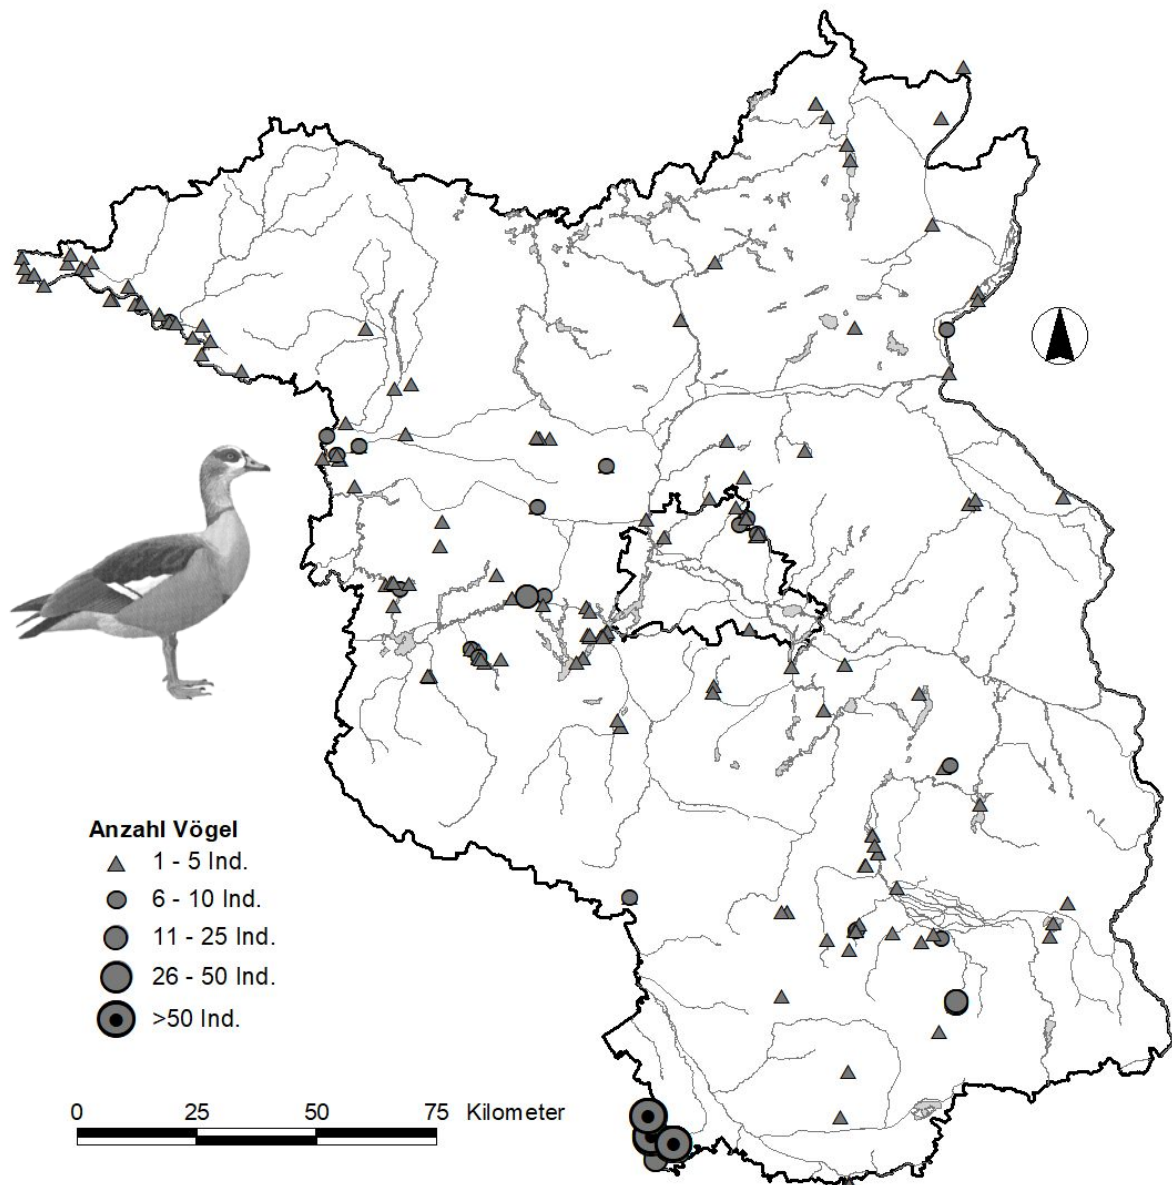 Anzahl Vögel
1 - 5 Ind.
6 - 10 Ind.
11 - 25 Ind.
26 - 50 Ind.
>50 Ind.
0 25 50 75 Kilometer